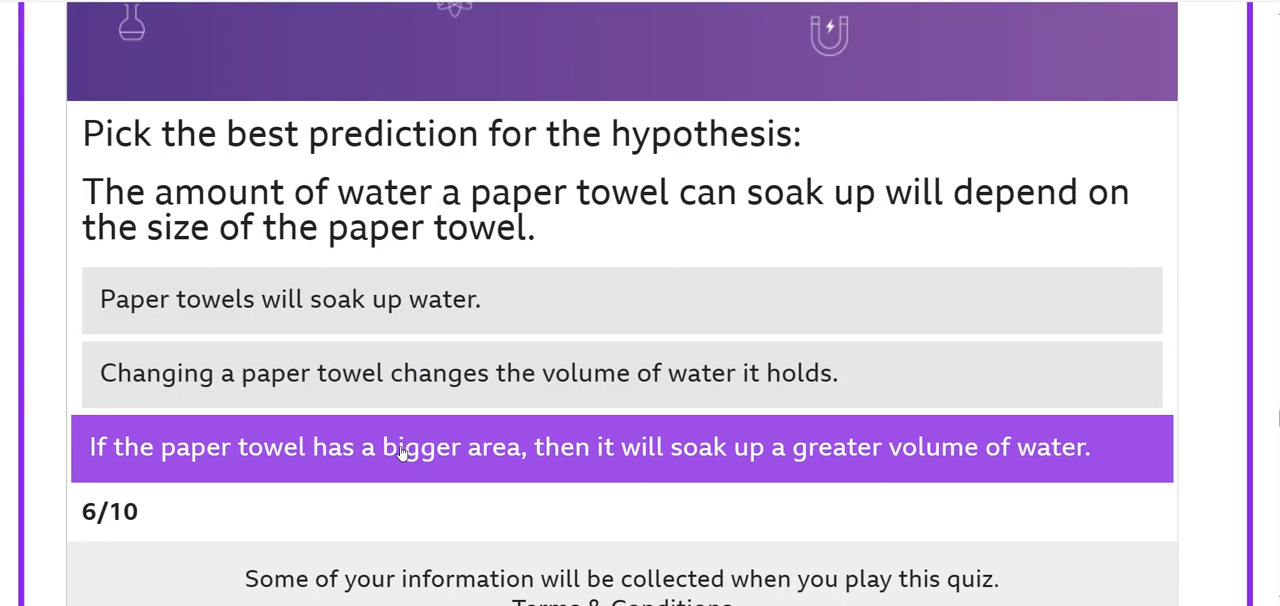 Pick the best prediction for the hypothesis:
The amount of water a paper towel can soak up will depend on
the size of the paper towel.
Paper towels will soak up water.
Changing a paper towel changes the volume of water it holds.
If the paper towel has a bigger area, then it will soak up a greater volume of water.
6/10
Some of your information will be collected when you play this quiz.
Terms & Conditions